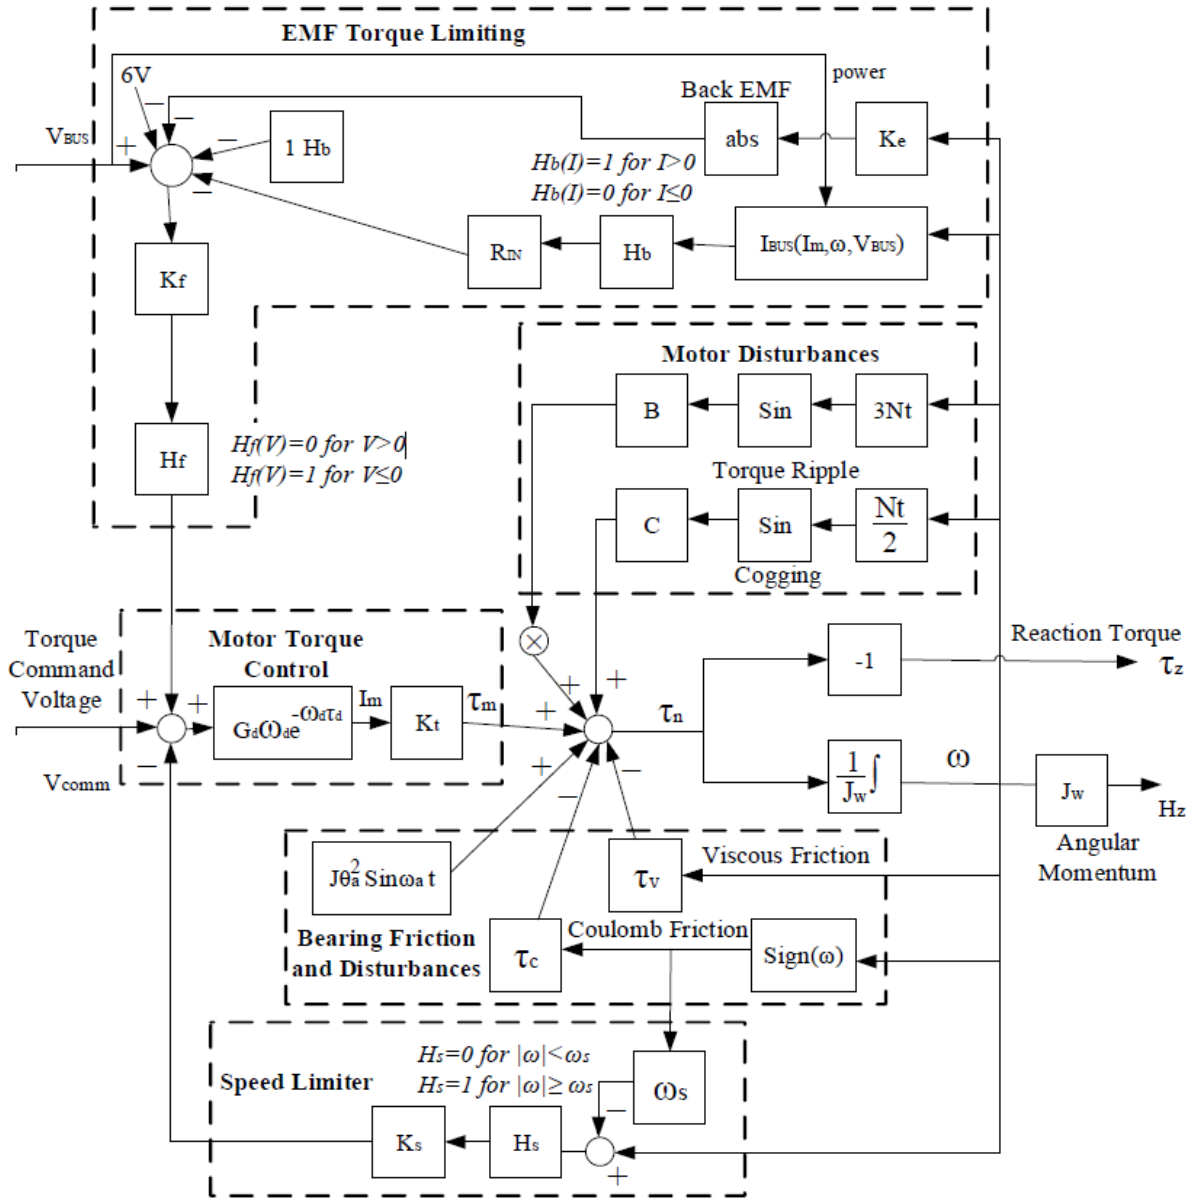 EMF Torque Limiting
6V
power
Back EMF
−
−
VBUS
+
−
1 Hb
abs
Ke
Hb(I)=1 for I>0
Hb(I)=0 for I≤0
−
RIN
Hb
IBUS(Im,ω,VBUS)
Kf
Motor Disturbances
B
Sin
3Nt
Hf
Hf(V)=0 for V>0
Hf(V)=1 for V≤0
Torque Ripple
C
Sin
Nt
2
Cogging
Torque
Command
Voltage
Motor Torque
Control
×
-1
Reaction Torque
τz
+
+
+
+
+
Gdωde-ωdτd
Im
Kt
τm
+
τn
−
Vcomm
+
−
−
1
Jw
∫
ω
Jw
Hz
Angular
Momentum
Jθa2 Sinωa t
τv
Viscous Friction
Bearing Friction
and Disturbances
τc
Coulomb Friction
Sign(ω)
Speed Limiter
Hs=0 for |ω|<ωs
Hs=1 for |ω|≥ ωs
ωs
−
Ks
Hs
+